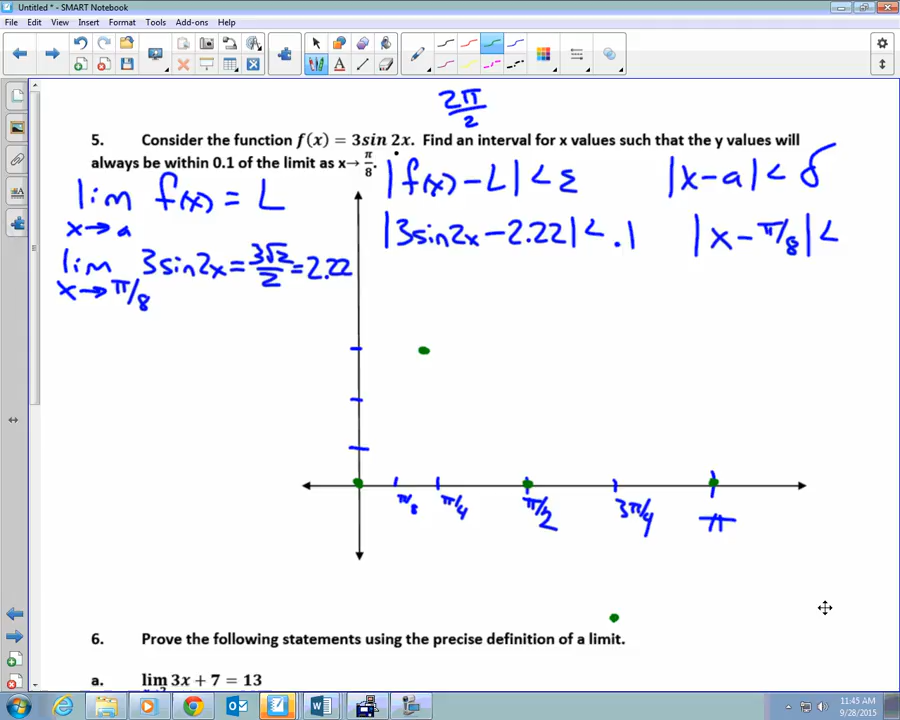 Untitled * - SMART Notebook
File Edit View Insert Format Tools Add-ons Help
2π/2
5. Consider the function f(x) = 3sin 2x. Find an interval for x values such that the y values will
always be within 0.1 of the limit as x→ π/8.
lim f(x) = L
x→a
|f(x) - L| < ε
|x - a| < δ
lim 3sin2x = 3√2/2 = 2.22
x→π/8
|3sin2x - 2.22| < .1
|x - π/8| <
π/8 π/4 π/2 3π/4 π
6. Prove the following statements using the precise definition of a limit.
a. lim 3x + 7 = 13
11:45 AM
9/28/2015